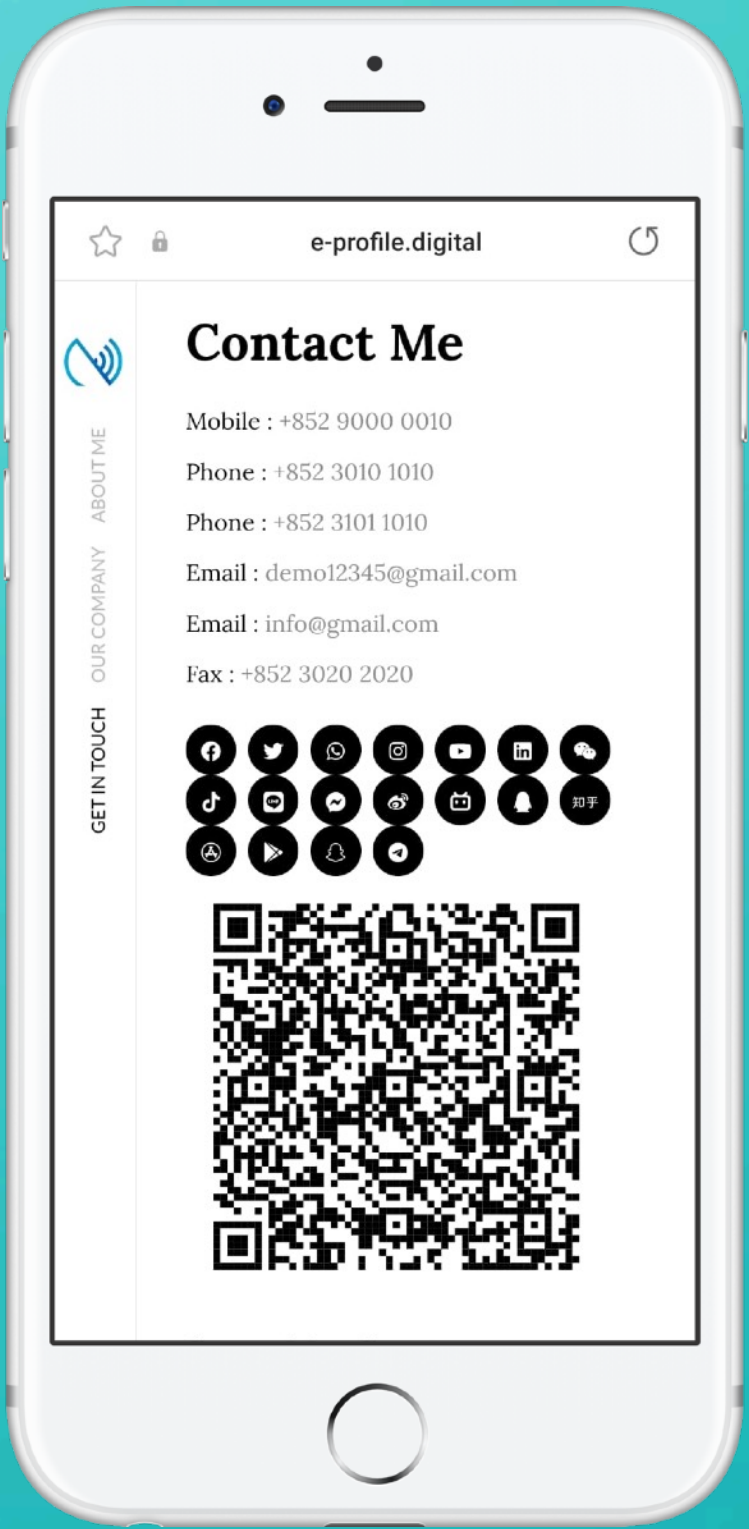 e-profile.digital
Contact Me
Mobile : +852 9000 0010
Phone : +852 3010 1010
Phone : +852 3101 1010
Email : demo12345@gmail.com
Email : info@gmail.com
Fax : +852 3020 2020
ABOUT ME
OUR COMPANY
GET IN TOUCH
in
LINE
知乎